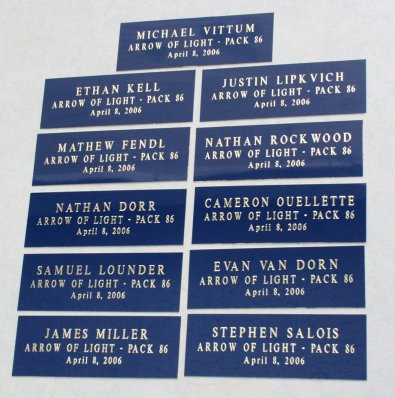 MICHAEL VITTUM
ARROW OF LIGHT - PACK 86
April 8, 2006
ETHAN KELL
ARROW OF LIGHT - PACK 86
April 8, 2006
JUSTIN LIPKVICH
ARROW OF LIGHT - PACK 86
April 8, 2006
MATHEW FENDL
ARROW OF LIGHT - PACK 86
April 8, 2006
NATHAN ROCKWOOD
ARROW OF LIGHT - PACK 86
April 8, 2006
NATHAN DORR
ARROW OF LIGHT - PACK 86
April 8, 2006
CAMERON OUELLETTE
ARROW OF LIGHT - PACK 86
April 8, 2006
SAMUEL LOUNDER
ARROW OF LIGHT - PACK 86
April 8, 2006
EVAN VAN DORN
ARROW OF LIGHT - PACK 86
April 8, 2006
JAMES MILLER
ARROW OF LIGHT - PACK 86
April 8, 2006
STEPHEN SALOIS
ARROW OF LIGHT - PACK 86
April 8, 2006